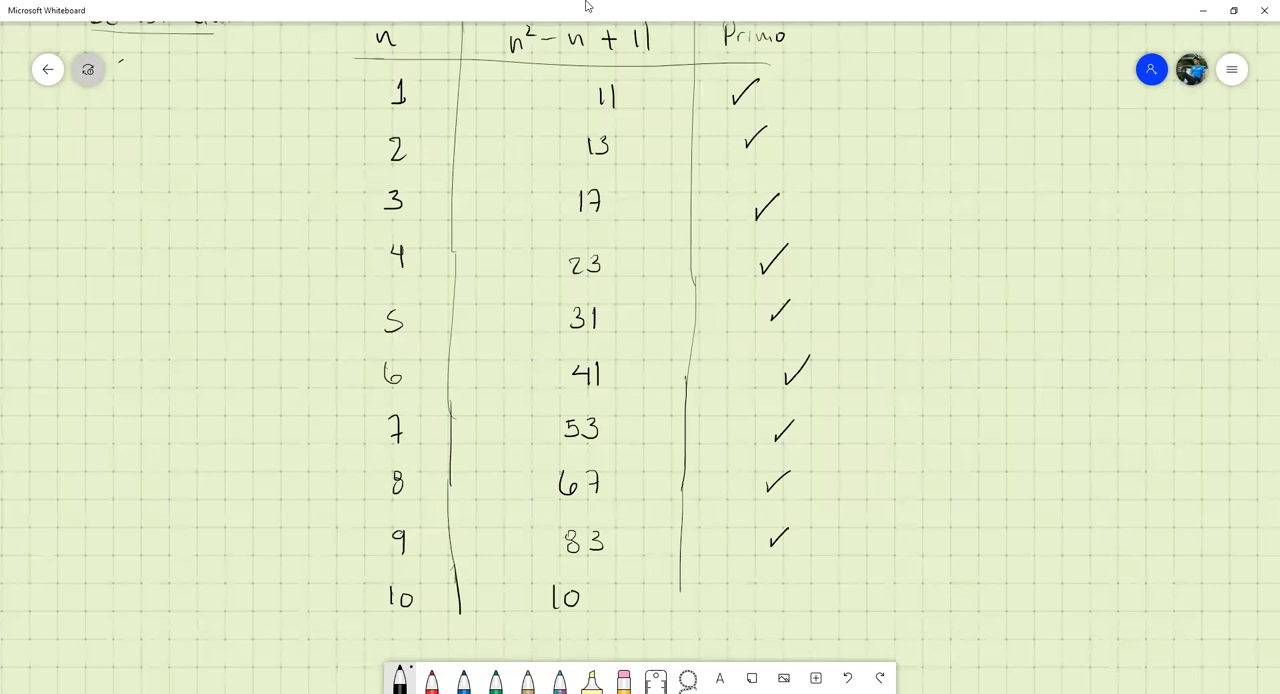 Microsoft Whiteboard
n n² - n + 11 Primo
1 11 ✓
2 13 ✓
3 17 ✓
4 23 ✓
5 31 ✓
6 41 ✓
7 53 ✓
8 67 ✓
9 83 ✓
10 10
A